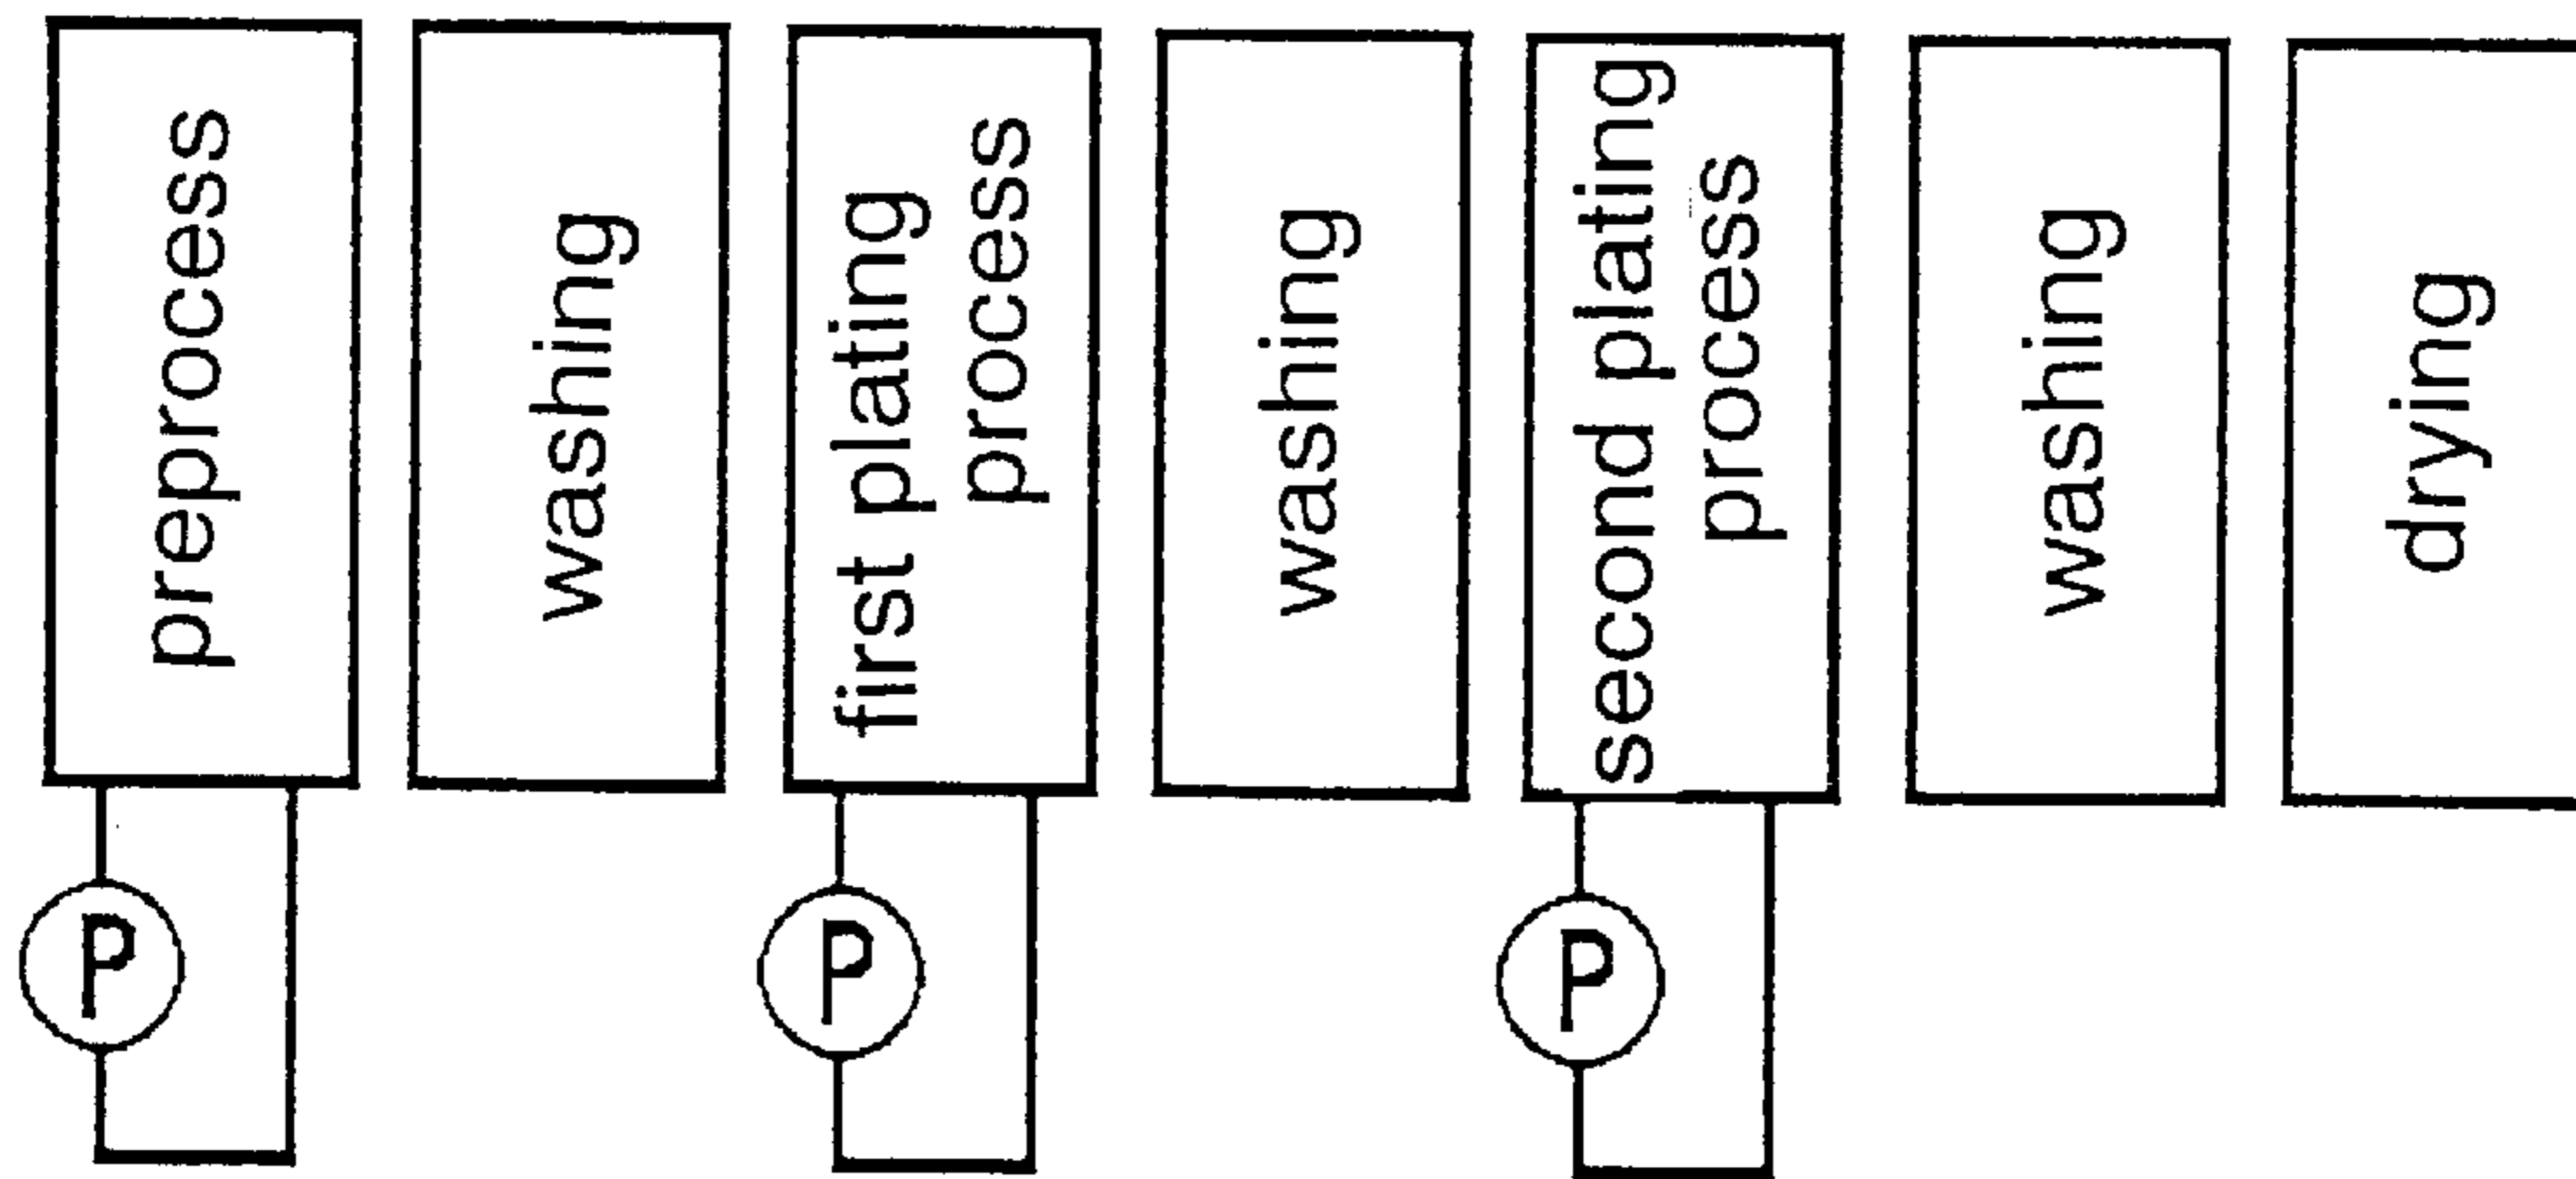 preprocess
washing
first plating
process
washing
second plating
process
washing
drying
P
P
P